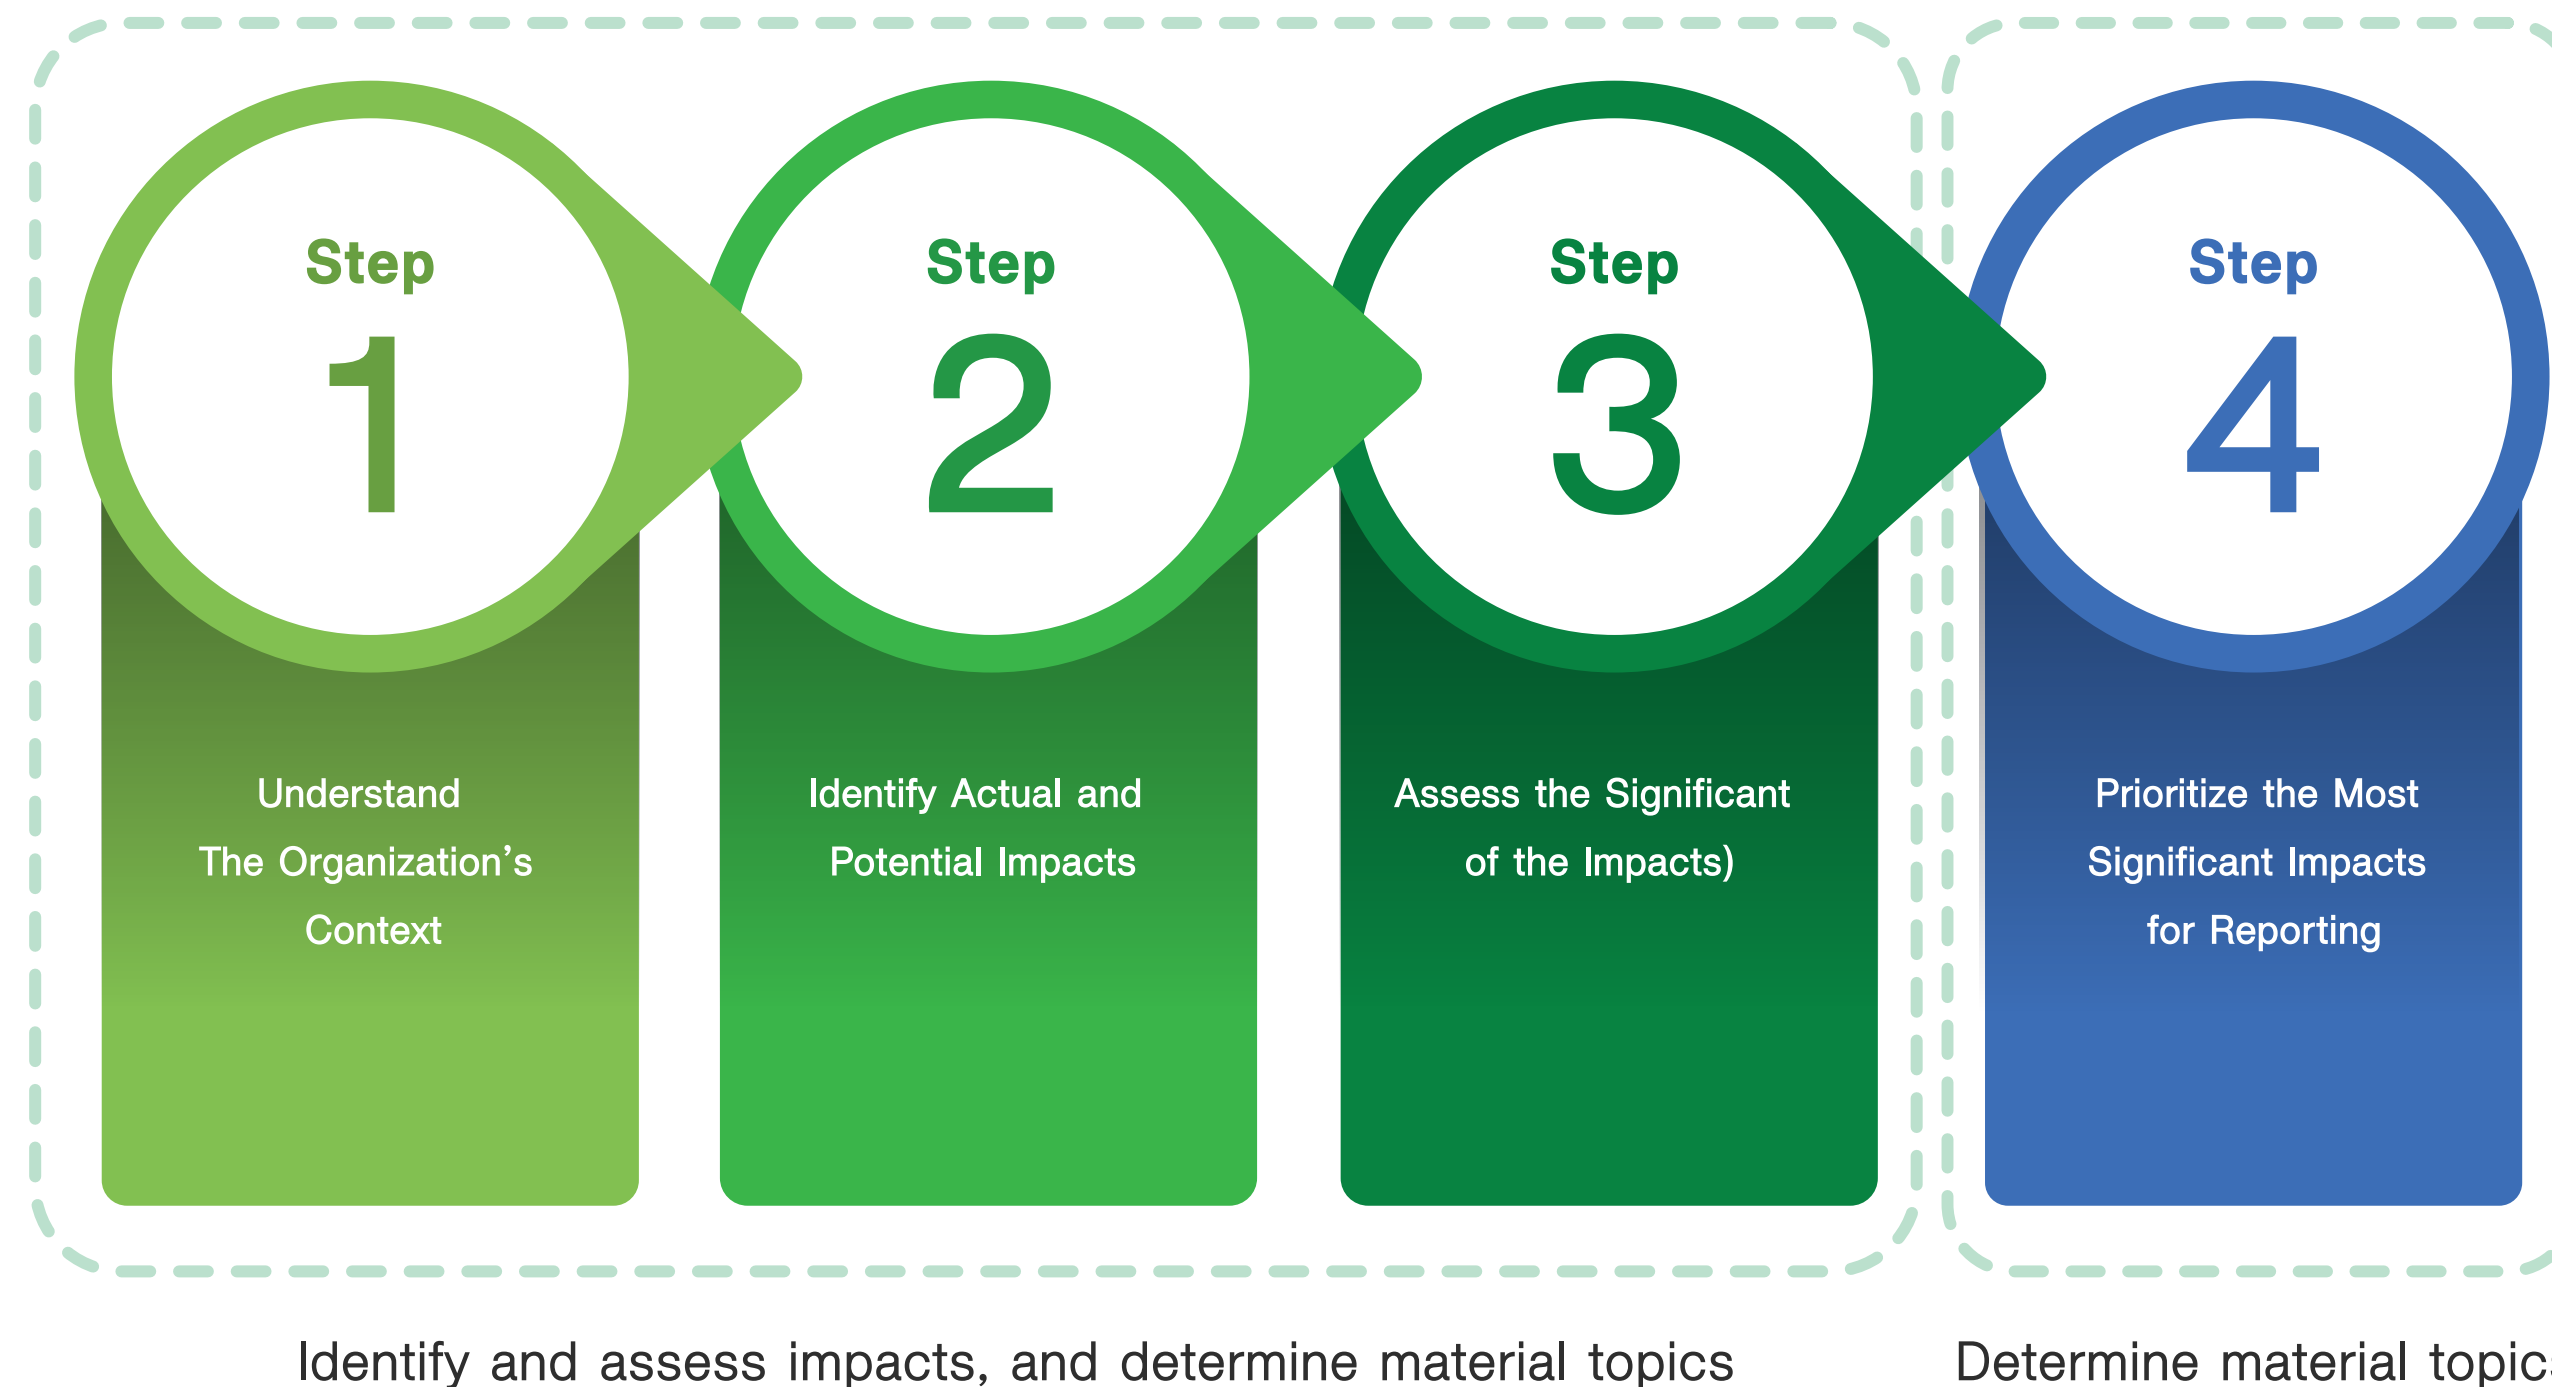 Step
1
Understand
The Organization's
Context
Step
2
Identify Actual and
Potential Impacts
Step
3
Assess the Significant
of the Impacts)
Step
4
Prioritize the Most
Significant Impacts
for Reporting
Identify and assess impacts, and determine material topics
Determine material topics